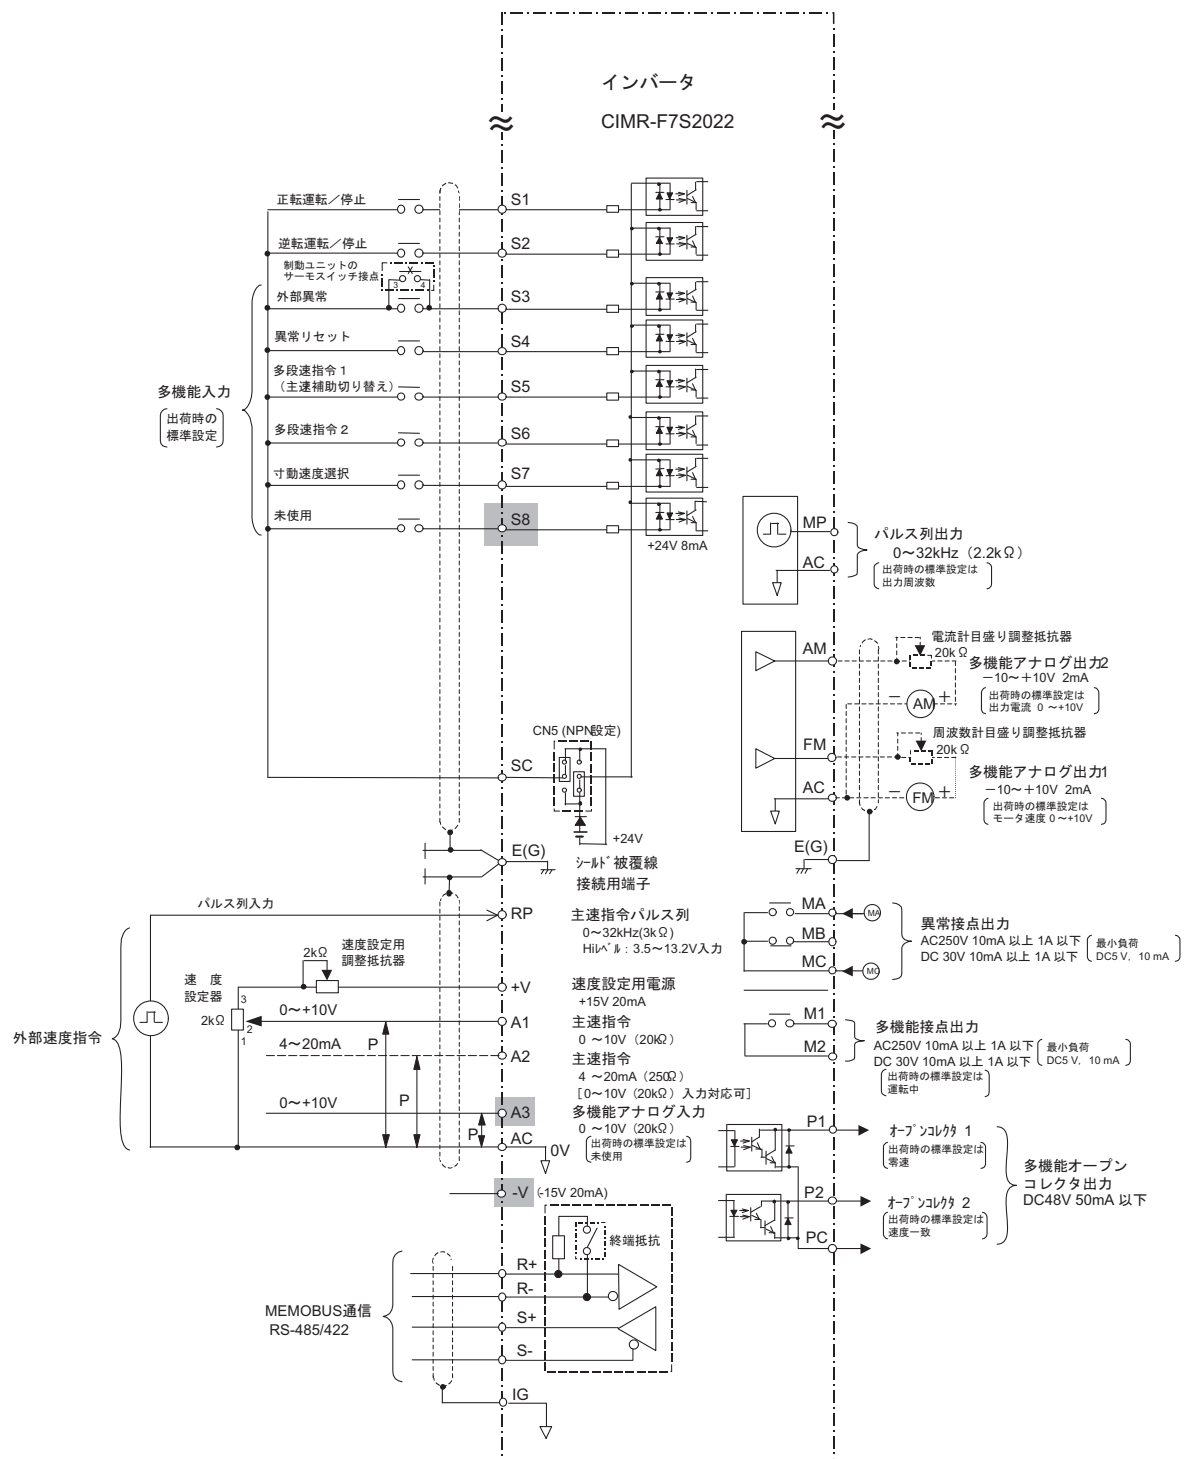 インバータ
CIMR-F7S2022
正転運転／停止
S1
逆転運転／停止
S2
制動ユニットの
サーモスイッチ接点
X
3
4
外部異常
S3
異常リセット
S4
多段速指令1
（主速補助切り替え）
S5
多段速指令2
S6
寸動速度選択
S7
未使用
S8
+24V 8mA
多機能入力
出荷時の
標準設定
MP
AC
パルス列出力
0～32kHz（2.2kΩ）
出荷時の標準設定は
出力周波数
AM
電流計目盛り調整抵抗器
20kΩ
多機能アナログ出力2
－10～＋10V 2mA
出荷時の標準設定は
出力電流 0 ～+10V
－
AM
＋
FM
周波数計目盛り調整抵抗器
20kΩ
多機能アナログ出力1
－10～＋10V 2mA
出荷時の標準設定は
モータ速度 0 ～+10V
AC
－
FM
＋
E(G)
CN5 (NPN設定)
SC
+24V
E(G)
シールド被覆線
接続用端子
パルス列入力
RP
主速指令パルス列
0～32kHz(3kΩ)
Hiレベル：3.5～13.2V入力
2kΩ
速度設定用
調整抵抗器
+V
速度設定用電源
+15V 20mA
速 度
設定器
2kΩ
3
2
1
0～+10V
P
A1
主速指令
0 ～10V（20kΩ）
4～20mA
P
A2
主速指令
4 ～20mA（250Ω）
［0～10V（20kΩ）入力対応可］
0～+10V
P
A3
多機能アナログ入力
0 ～10V（20kΩ）
出荷時の標準設定は
未使用
AC
0V
外部速度指令
-V
(-15V 20mA)
終端抵抗
R+
R-
S+
S-
MEMOBUS通信
RS-485/422
IG
MA
MA
MB
MC
MC
異常接点出力
AC250V 10mA 以上 1A 以下
DC 30V 10mA 以上 1A 以下
最小負荷
DC5 V，10 mA
M1
M2
多機能接点出力
AC250V 10mA 以上 1A 以下
DC 30V 10mA 以上 1A 以下
最小負荷
DC5 V，10 mA
出荷時の標準設定は
運転中
P1
オープンコレクタ 1
出荷時の標準設定は
零速
P2
オープンコレクタ 2
出荷時の標準設定は
速度一致
PC
多機能オープン
コレクタ出力
DC48V 50mA 以下